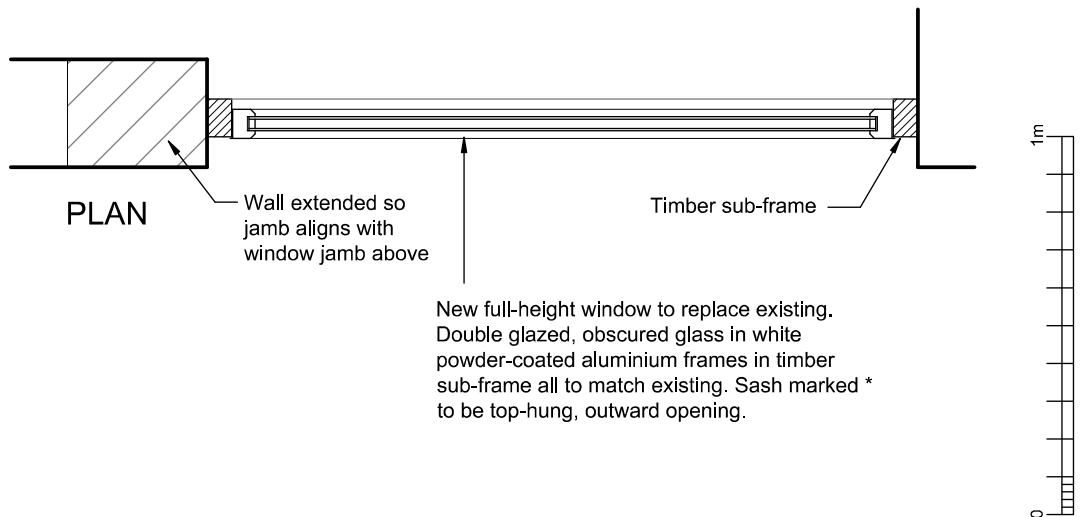 PLAN
Wall extended so
jamb aligns with
window jamb above
Timber sub-frame
New full-height window to replace existing.
Double glazed, obscured glass in white
powder-coated aluminium frames in timber
sub-frame all to match existing. Sash marked *
to be top-hung, outward opening.
1m
0